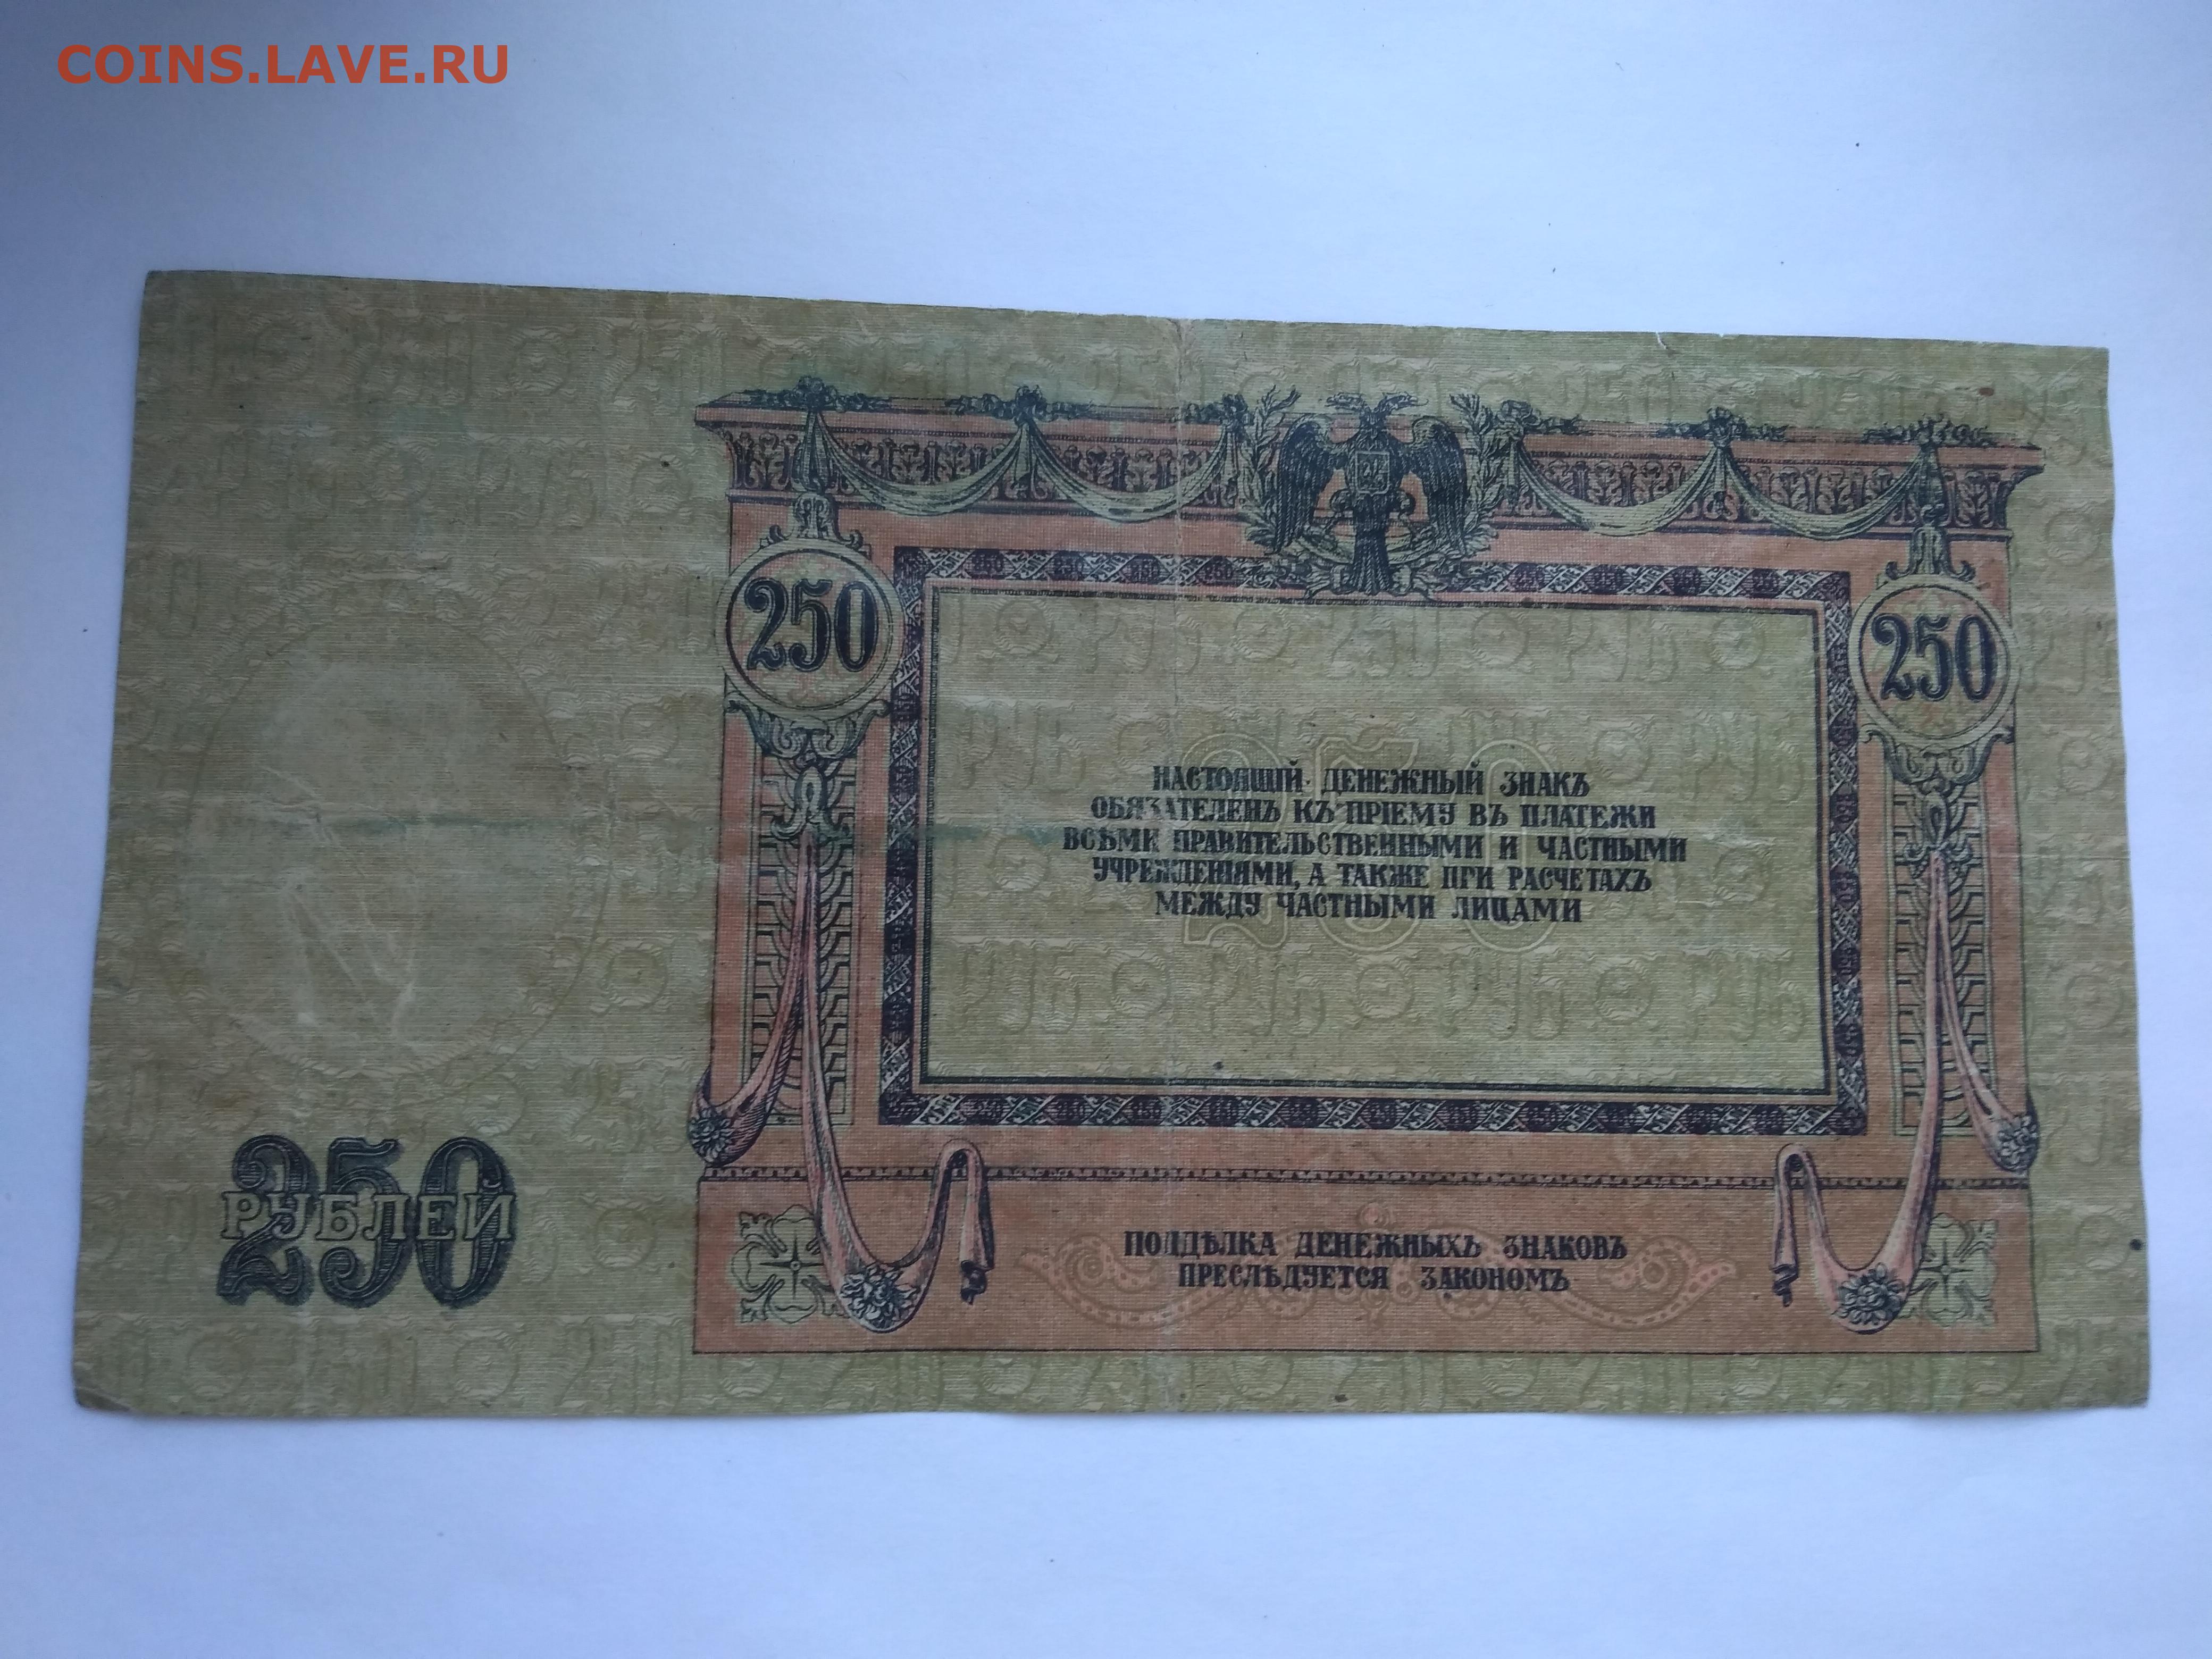 COINS.LAVE.RU
250
250
НАСТОЯЩІЙ ДЕНЕЖНЫЙ ЗНАКЪ
ОБЯЗАТЕЛЕНЪ КЪ ПРІЕМУ ВЪ ПЛАТЕЖИ
ВСѢМИ ПРАВИТЕЛЬСТВЕННЫМИ И ЧАСТНЫМИ
УЧРЕЖДЕНІЯМИ, А ТАКЖЕ ПРИ РАСЧЕТАХЪ
МЕЖДУ ЧАСТНЫМИ ЛИЦАМИ
250
250
РУБЛЕЙ
ПОДДѢЛКА ДЕНЕЖНЫХЪ ЗНАКОВЪ
ПРЕСЛѢДУЕТСЯ ЗАКОНОМЪ